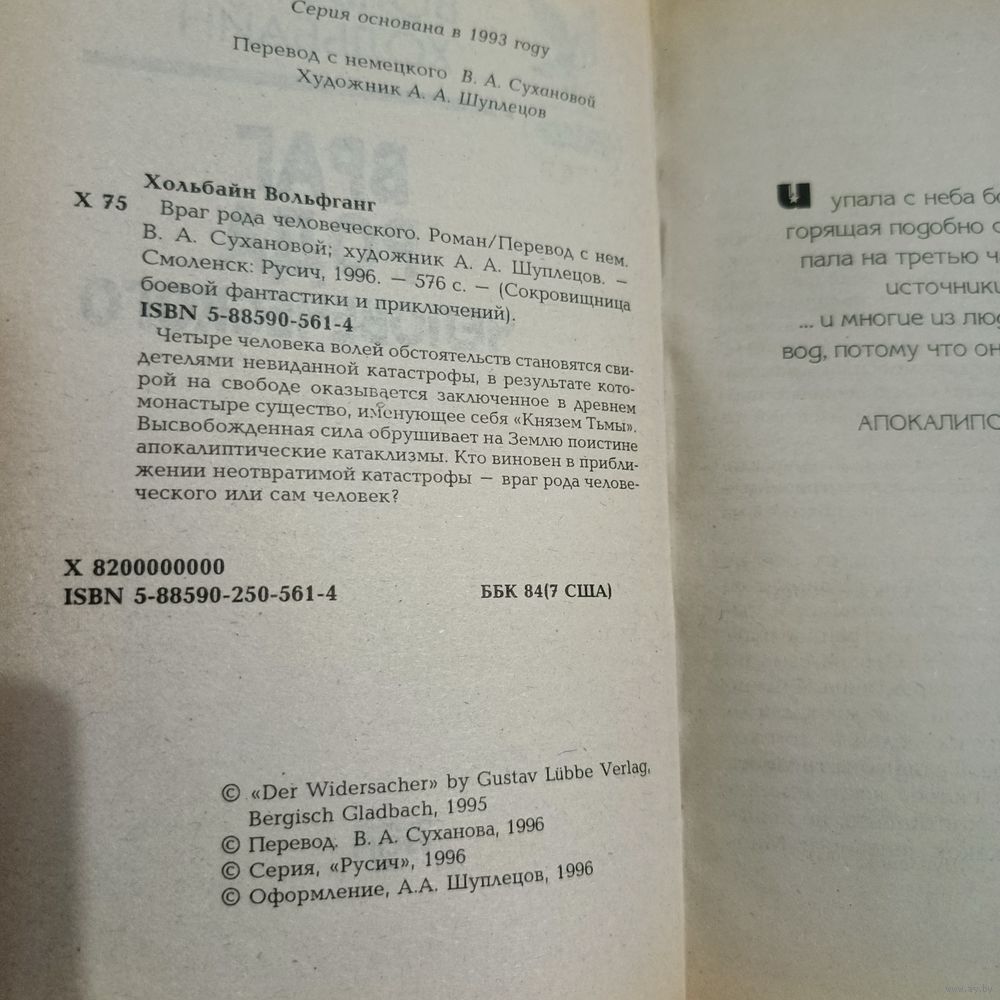 Серия основана в 1993 году
Перевод с немецкого В. А. Сухановой
Художник А. А. Шуплецов
Хольбайн Вольфганг
Х 75 Враг рода человеческого. Роман/Перевод с нем.
В. А. Сухановой; художник А. А. Шуплецов. –
Смоленск: Русич, 1996. — 576 с. — (Сокровищница
боевой фантастики и приключений).
ISBN 5-88590-561-4
Четыре человека волей обстоятельств становятся сви-
детелями невиданной катастрофы, в результате кото-
рой на свободе оказывается заключенное в древнем
монастыре существо, именующее себя «Князем Тьмы».
Высвобожденная сила обрушивает на Землю поистине
апокалиптические катаклизмы. Кто виновен в прибли-
жении неотвратимой катастрофы — враг рода челове-
ческого или сам человек?
Х 8200000000
ISBN 5-88590-250-561-4 ББК 84(7 США)
© «Der Widersacher» by Gustav Lübbe Verlag,
Bergisch Gladbach, 1995
© Перевод. В. А. Суханова, 1996
© Серия, «Русич», 1996
© Оформление, А.А. Шуплецов, 1996
И упала с неба бо
горящая подобно с
пала на третью ча
источники
... и многие из люд
вод, потому что он
АПОКАЛИПС
www.ay.by